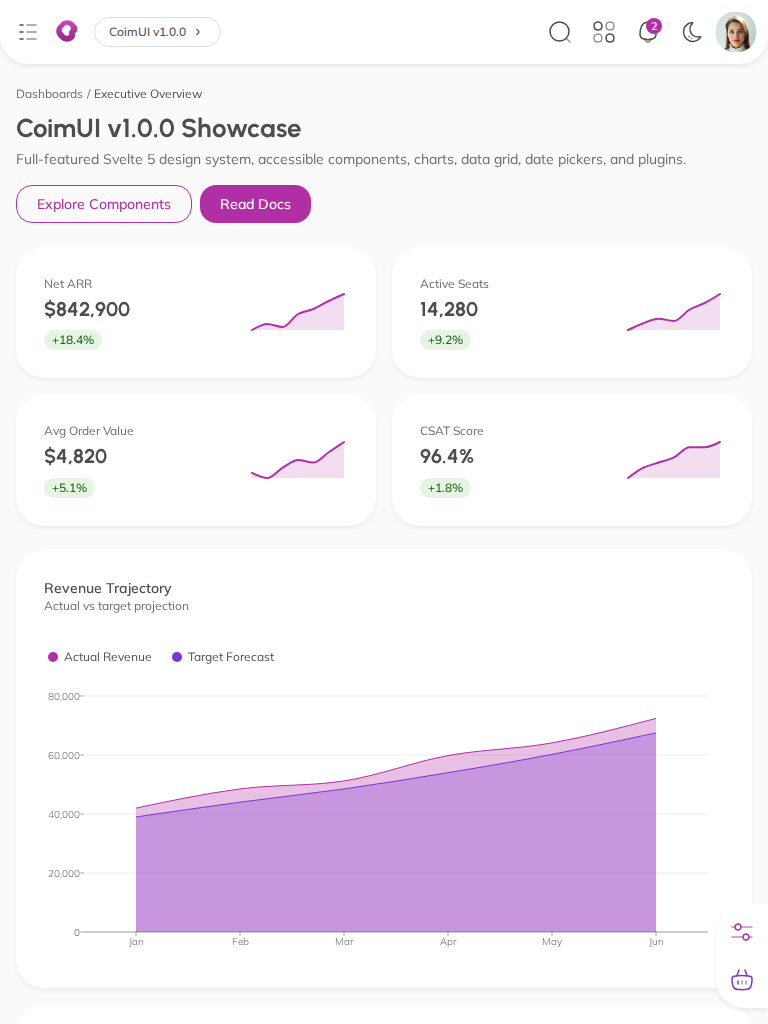 CoimUI v1.0.0
2
Dashboards / Executive Overview
CoimUI v1.0.0 Showcase
Full-featured Svelte 5 design system, accessible components, charts, data grid, date pickers, and plugins.
Explore Components
Read Docs
Net ARR
$842,900
+18.4%
Active Seats
14,280
+9.2%
Avg Order Value
$4,820
+5.1%
CSAT Score
96.4%
+1.8%
Revenue Trajectory
Actual vs target projection
Actual Revenue
Target Forecast
80,000
60,000
40,000
20,000
0
Jan Feb Mar Apr May Jun